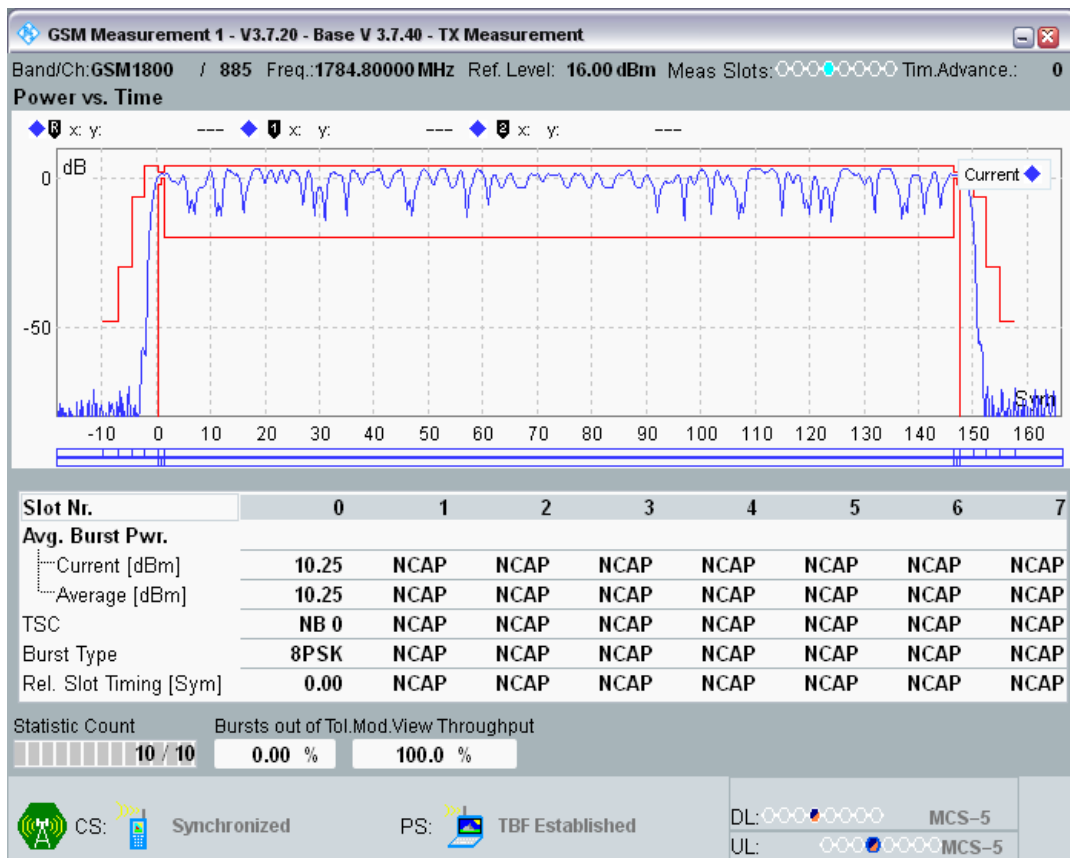 GSM Measurement 1 - V3.7.20 - Base V 3.7.40 - TX Measurement
Band/Ch:GSM1800 / 885 Freq.:1784.80000 MHz Ref. Level: 16.00 dBm Meas Slots: Tim.Advance.: 0
Power vs. Time
R x: y: --- 1 x: y: --- 2 x: y: ---
dB
Current
0
-50
Sym
-10 0 10 20 30 40 50 60 70 80 90 100 110 120 130 140 150 160
Slot Nr. 0 1 2 3 4 5 6 7
Avg. Burst Pwr.
Current [dBm] 10.25 NCAP NCAP NCAP NCAP NCAP NCAP NCAP
Average [dBm] 10.25 NCAP NCAP NCAP NCAP NCAP NCAP NCAP
TSC NB 0 NCAP NCAP NCAP NCAP NCAP NCAP NCAP
Burst Type 8PSK NCAP NCAP NCAP NCAP NCAP NCAP NCAP
Rel. Slot Timing [Sym] 0.00 NCAP NCAP NCAP NCAP NCAP NCAP NCAP
Statistic Count Bursts out of Tol.Mod.View Throughput
10 / 10 0.00 % 100.0 %
CS: Synchronized PS: TBF Established DL: MCS-5
UL: MCS-5